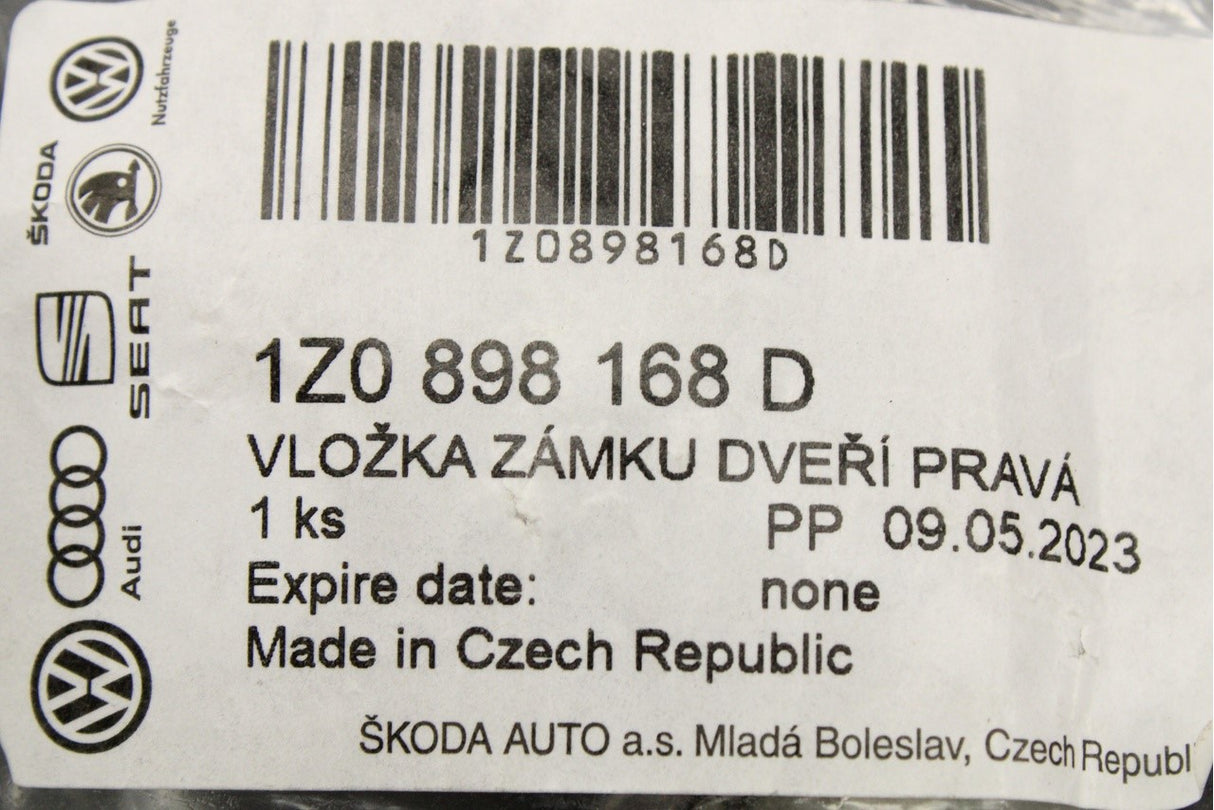 Nutzfahrzeuge
ŠKODA
SEAT
Audi
1Z0898168D
1Z0 898 168 D
VLOŽKA ZÁMKU DVEŘÍ PRAVÁ
1 ks PP 09.05.2023
Expire date: none
Made in Czech Republic
ŠKODA AUTO a.s. Mladá Boleslav, Czech Republ